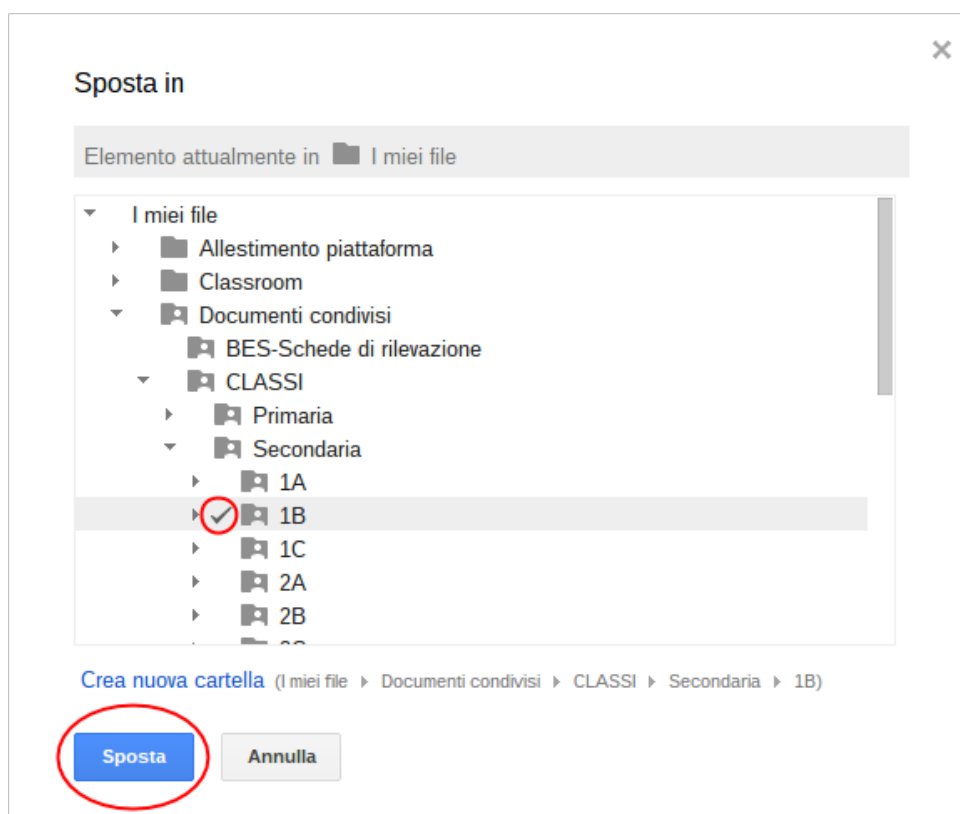 Sposta in
Elemento attualmente in I miei file
I miei file
Allestimento piattaforma
Classroom
Documenti condivisi
BES-Schede di rilevazione
CLASSI
Primaria
Secondaria
1A
1B
1C
2A
2B
Crea nuova cartella (I miei file Documenti condivisi CLASSI Secondaria 1B)
Sposta Annulla